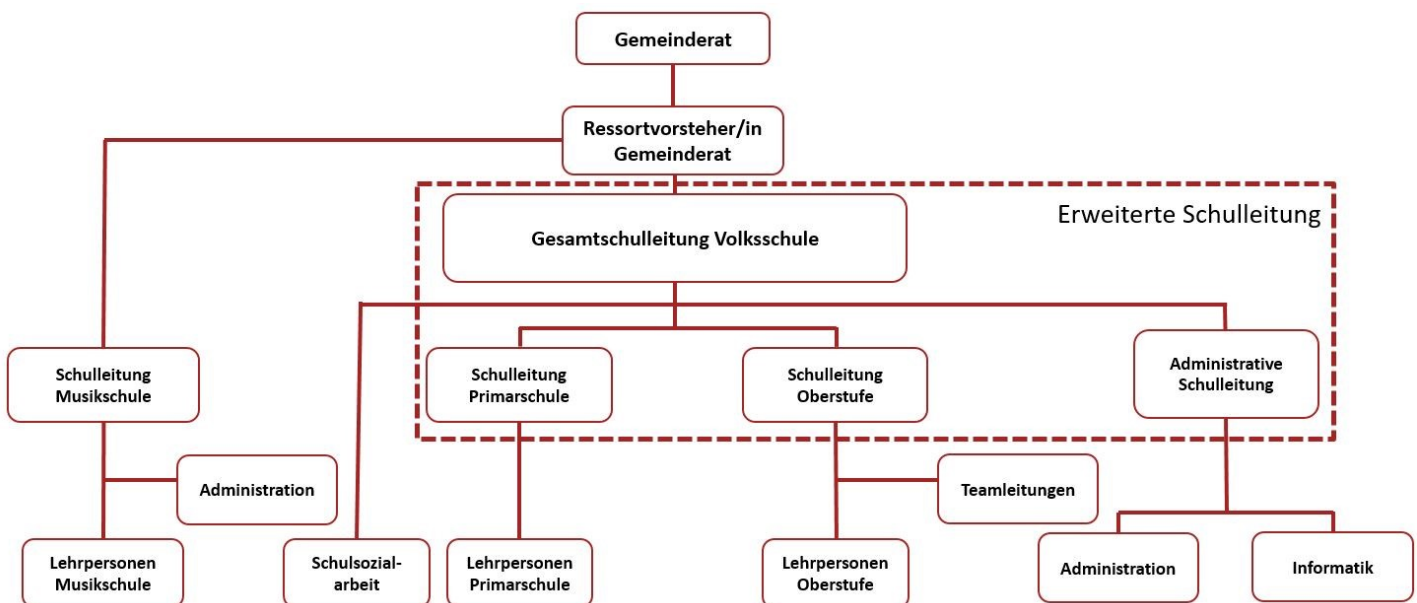 Gemeinderat
Ressortvorsteher/in
Gemeinderat
Erweiterte Schulleitung
Gesamtschulleitung Volksschule
Schulleitung
Musikschule
Schulleitung
Primarschule
Schulleitung
Oberstufe
Administrative
Schulleitung
Administration
Teamleitungen
Lehrpersonen
Musikschule
Schulsozial-
arbeit
Lehrpersonen
Primarschule
Lehrpersonen
Oberstufe
Administration
Informatik